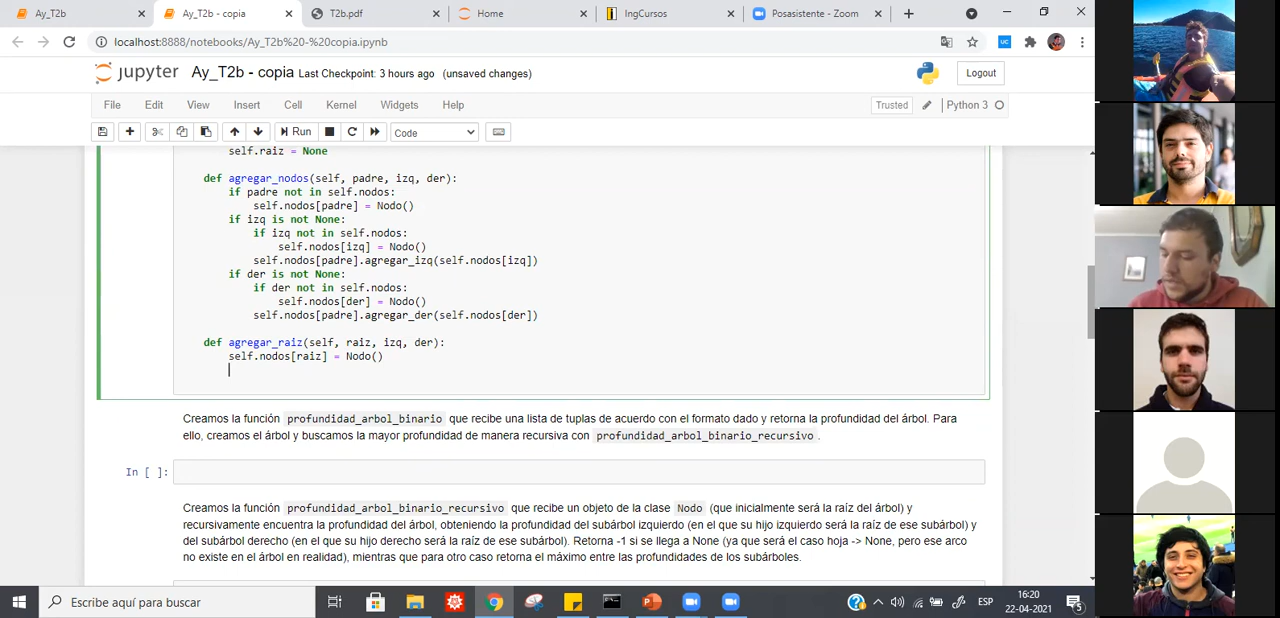 Ay_T2b
Ay_T2b - copia
T2b.pdf
Home
IngCursos
Posasistente - Zoom
localhost:8888/notebooks/Ay_T2b%20-%20copia.ipynb
UC
jupyter Ay_T2b - copia Last Checkpoint: 3 hours ago (unsaved changes)
Logout
File Edit View Insert Cell Kernel Widgets Help
Trusted
Python 3
Run
Code
self.raiz = None
def agregar_nodos(self, padre, izq, der):
if padre not in self.nodos:
self.nodos[padre] = Nodo()
if izq is not None:
if izq not in self.nodos:
self.nodos[izq] = Nodo()
self.nodos[padre].agregar_izq(self.nodos[izq])
if der is not None:
if der not in self.nodos:
self.nodos[der] = Nodo()
self.nodos[padre].agregar_der(self.nodos[der])
def agregar_raiz(self, raiz, izq, der):
self.nodos[raiz] = Nodo()
Creamos la función profundidad_arbol_binario que recibe una lista de tuplas de acuerdo con el formato dado y retorna la profundidad del árbol. Para
ello, creamos el árbol y buscamos la mayor profundidad de manera recursiva con profundidad_arbol_binario_recursivo .
In [ ]:
Creamos la función profundidad_arbol_binario_recursivo que recibe un objeto de la clase Nodo (que inicialmente será la raíz del árbol) y
recursivamente encuentra la profundidad del árbol, obteniendo la profundidad del subárbol izquierdo (en el que su hijo izquierdo será la raíz de ese subárbol) y
del subárbol derecho (en el que su hijo derecho será la raíz de ese subárbol). Retorna -1 si se llega a None (ya que será el caso hoja -> None, pero ese arco
no existe en el árbol en realidad), mientras que para otro caso retorna el máximo entre las profundidades de los subárboles.
Escribe aquí para buscar
ESP
16:20
22-04-2021
5